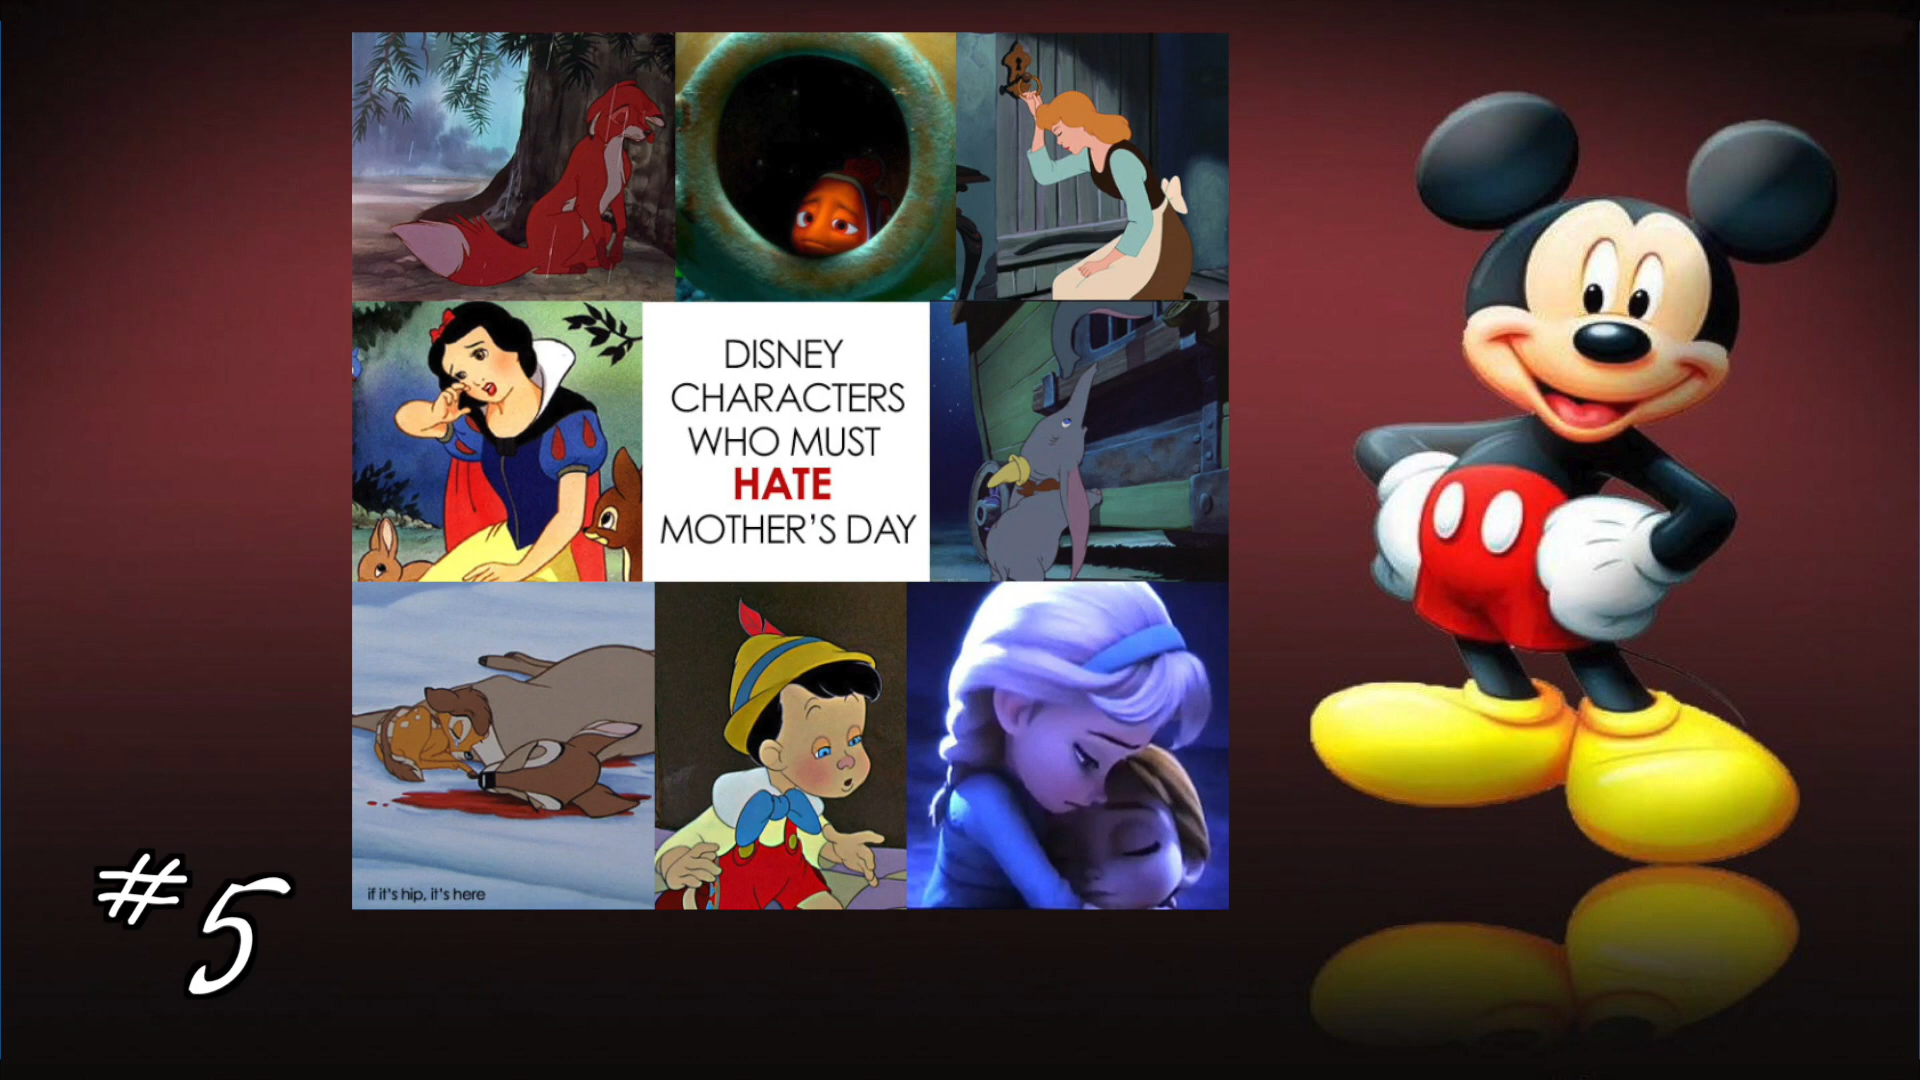 DISNEY
CHARACTERS
WHO MUST
HATE
MOTHER'S DAY
if it's hip, it's here
#5